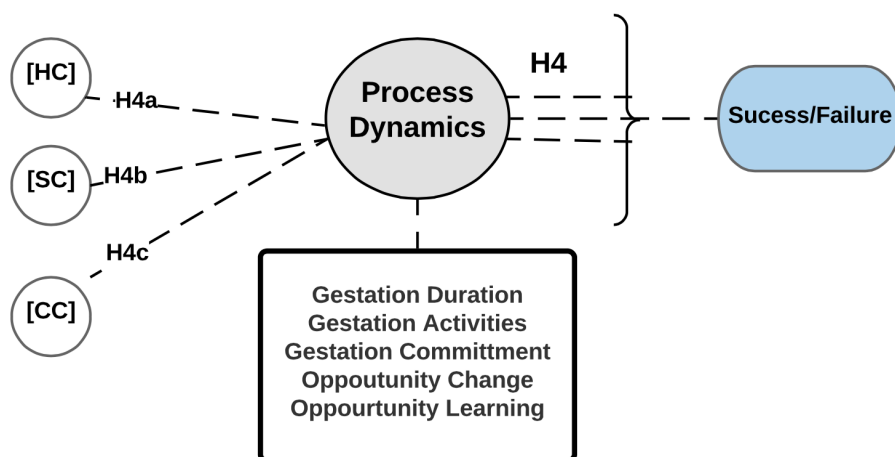 [HC]
H4a
[SC]
H4b
H4c
[CC]
Process
Dynamics
H4
Sucess/Failure
Gestation Duration
Gestation Activities
Gestation Committment
Oppoutunity Change
Oppourtunity Learning